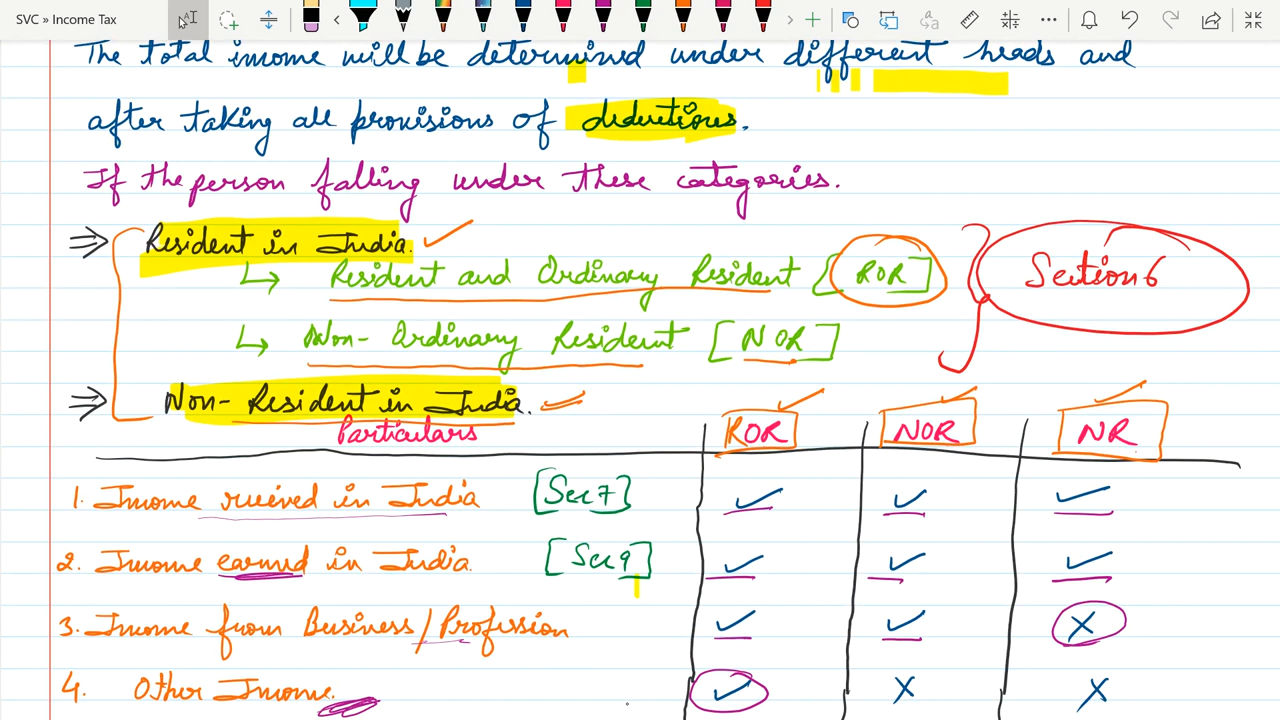 SVC » Income Tax
The total income will be determined under different heads and
after taking all provisions of deductions.
If the person falling under these categories.
⇒ Resident in India. ✓
↳ Resident and Ordinary Resident [ROR]
Section 6
↳ Non-Ordinary Resident [NOR]
⇒ Non-Resident in India. ✓
Particulars ROR ✓ NOR ✓ NR ✓
1. Income received in India [Sec 7] ✓ ✓ ✓
2. Income earned in India. [Sec 9] ✓ ✓ ✓
3. Income from Business/Profession ✓ ✓ X
4. Other Income. ✓ X X